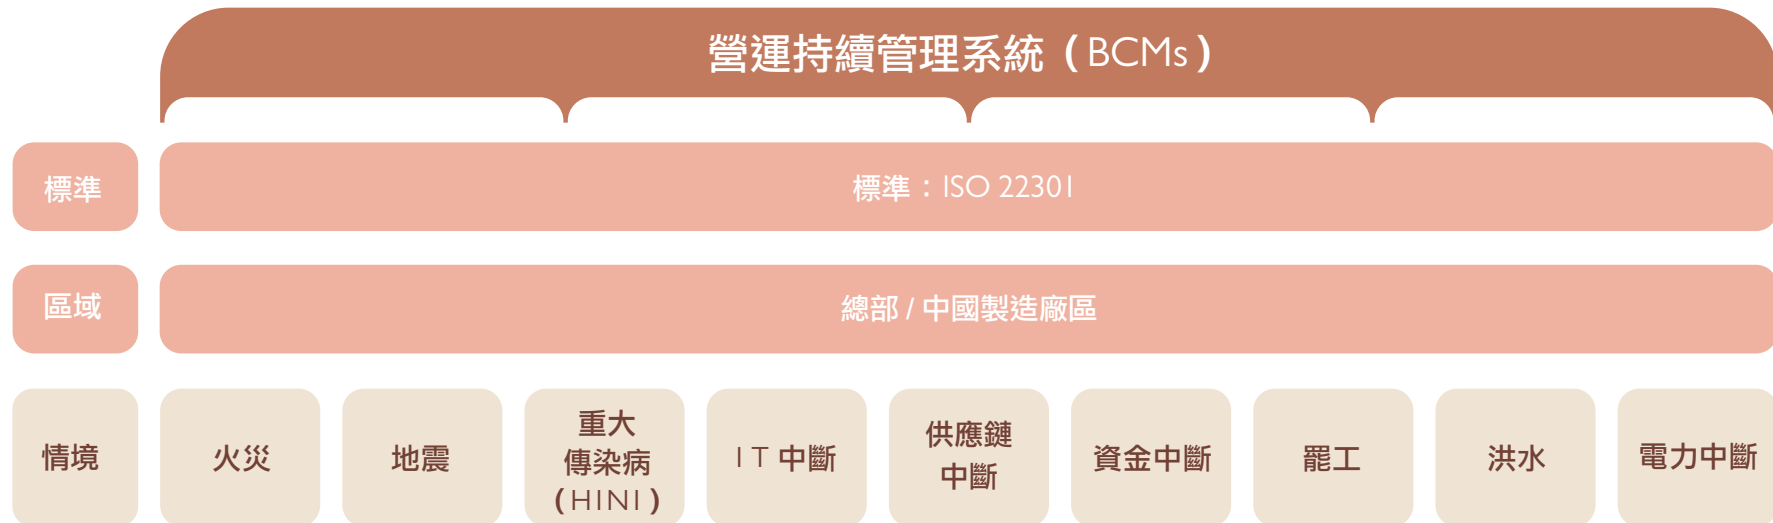 營運持續管理系統（BCMs）
標準
標準：ISO 22301
區域
總部 / 中國製造廠區
情境
火災
地震
重大
傳染病
（HINI）
IT 中斷
供應鏈
中斷
資金中斷
罷工
洪水
電力中斷